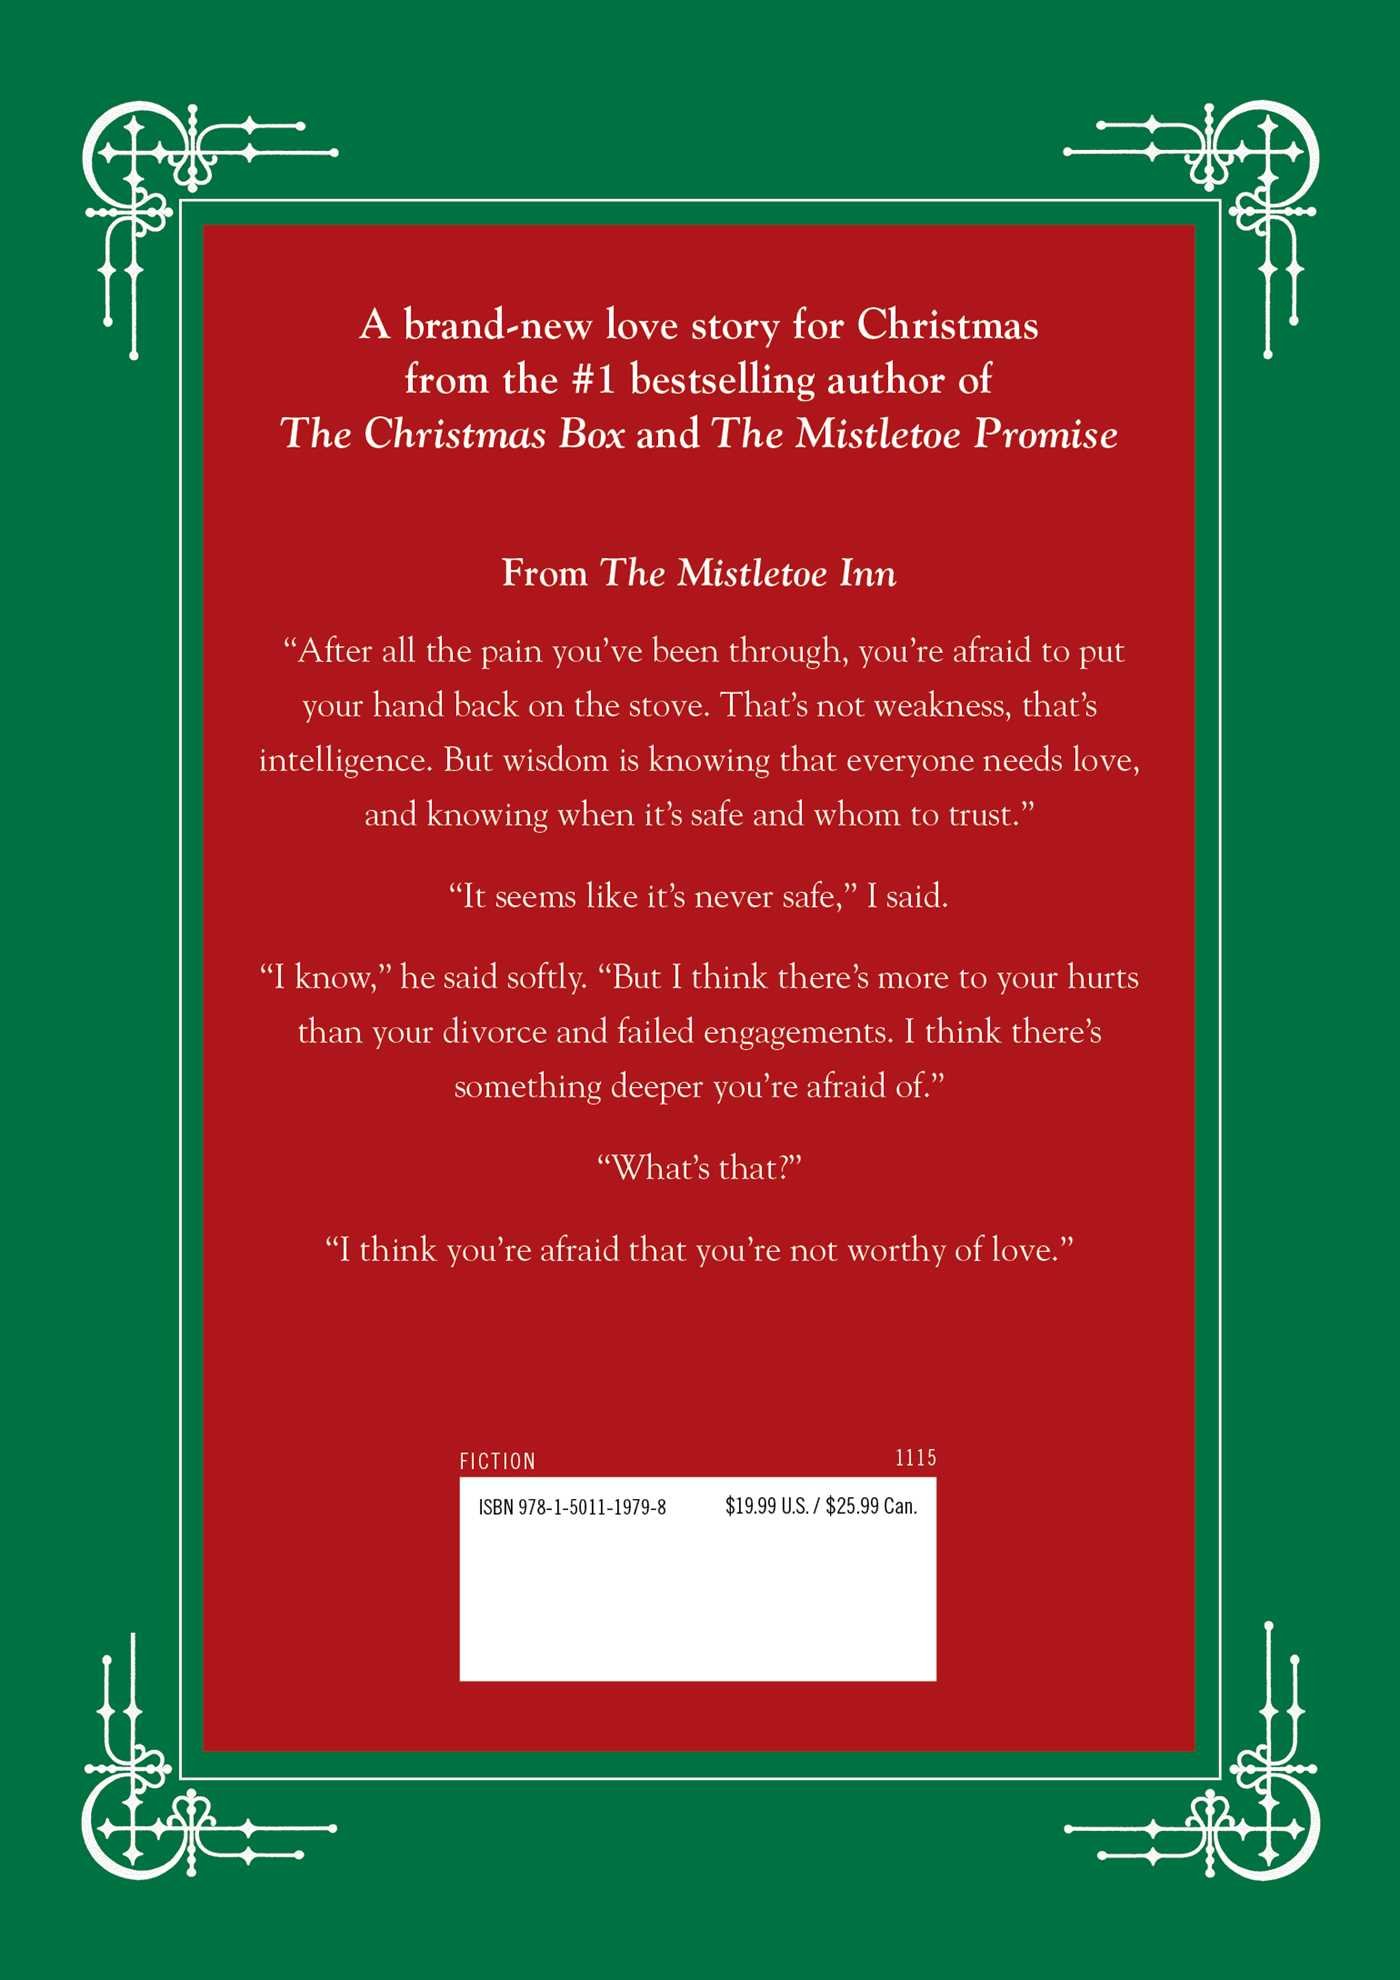 A brand-new love story for Christmas
from the #1 bestselling author of
The Christmas Box and The Mistletoe Promise
From The Mistletoe Inn
“After all the pain you’ve been through, you’re afraid to put
your hand back on the stove. That’s not weakness, that’s
intelligence. But wisdom is knowing that everyone needs love,
and knowing when it’s safe and whom to trust.”
“It seems like it’s never safe,” I said.
“I know,” he said softly. “But I think there’s more to your hurts
than your divorce and failed engagements. I think there’s
something deeper you’re afraid of.”
“What’s that?”
“I think you’re afraid that you’re not worthy of love.”
FICTION 1115
ISBN 978-1-5011-1979-8 $19.99 U.S. / $25.99 Can.